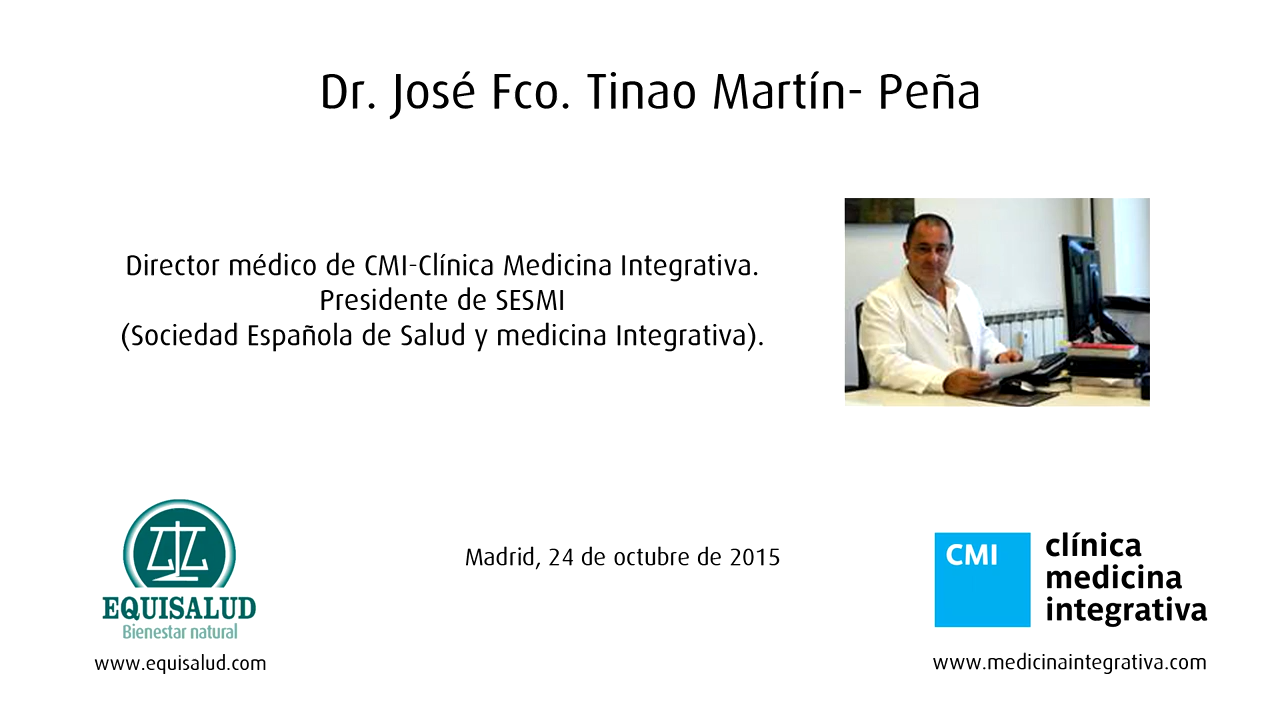 Dr. José Fco. Tinao Martín- Peña
Director médico de CMI-Clínica Medicina Integrativa.
Presidente de SESMI
(Sociedad Española de Salud y medicina Integrativa).
EQUISALUD
Bienestar natural
www.equisalud.com
Madrid, 24 de octubre de 2015
CMI
clínica
medicina
integrativa
www.medicinaintegrativa.com